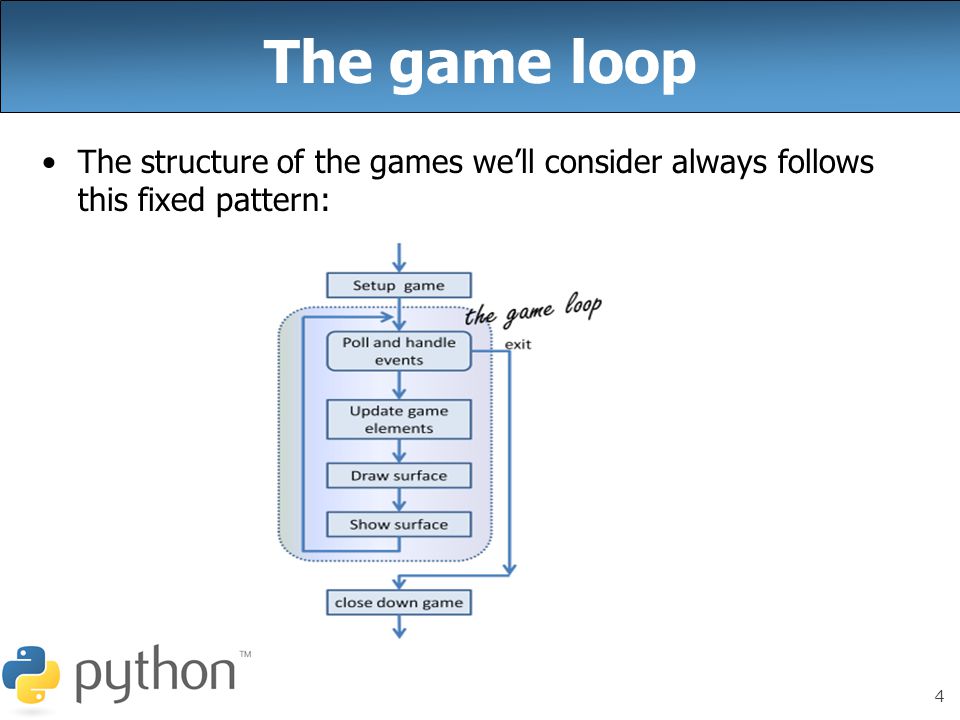 The game loop
• The structure of the games we’ll consider always follows
this fixed pattern:
Setup game
the game loop
Poll and handle
events
exit
Update game
elements
Draw surface
Show surface
close down game
python™
4